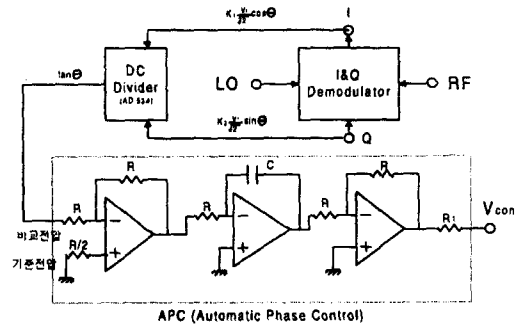 K₁ V₁/√2 cosΘ
I
tanΘ
DC
Divider
(AD 534)
LO
I&Q
Demodulator
RF
K₂ V₁/√2 sinΘ
Q
R
C
R
R
R
R
비교전압
R/2
기준전압
R₁
Vcon
APC (Automatic Phase Control)